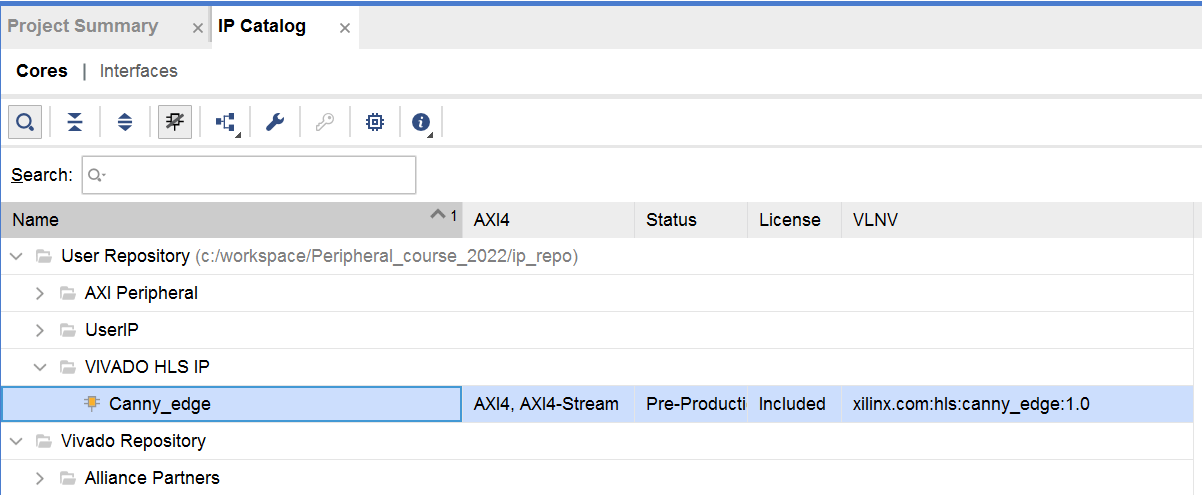 Project Summary × IP Catalog ×
Cores | Interfaces
Search:
Name 1 AXI4 Status License VLNV
User Repository (c:/workspace/Peripheral_course_2022/ip_repo)
AXI Peripheral
UserIP
VIVADO HLS IP
Canny_edge AXI4, AXI4-Stream Pre-Producti Included xilinx.com:hls:canny_edge:1.0
Vivado Repository
Alliance Partners